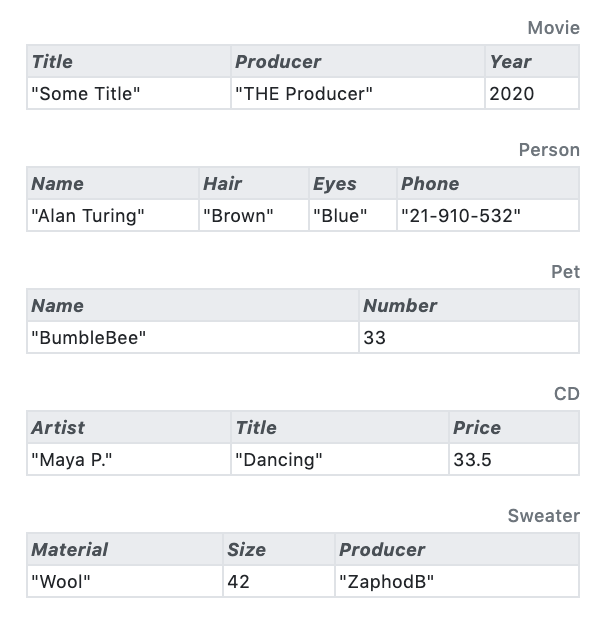 Movie
Title Producer Year
"Some Title" "THE Producer" 2020
Person
Name Hair Eyes Phone
"Alan Turing" "Brown" "Blue" "21-910-532"
Pet
Name Number
"BumbleBee" 33
CD
Artist Title Price
"Maya P." "Dancing" 33.5
Sweater
Material Size Producer
"Wool" 42 "ZaphodB"